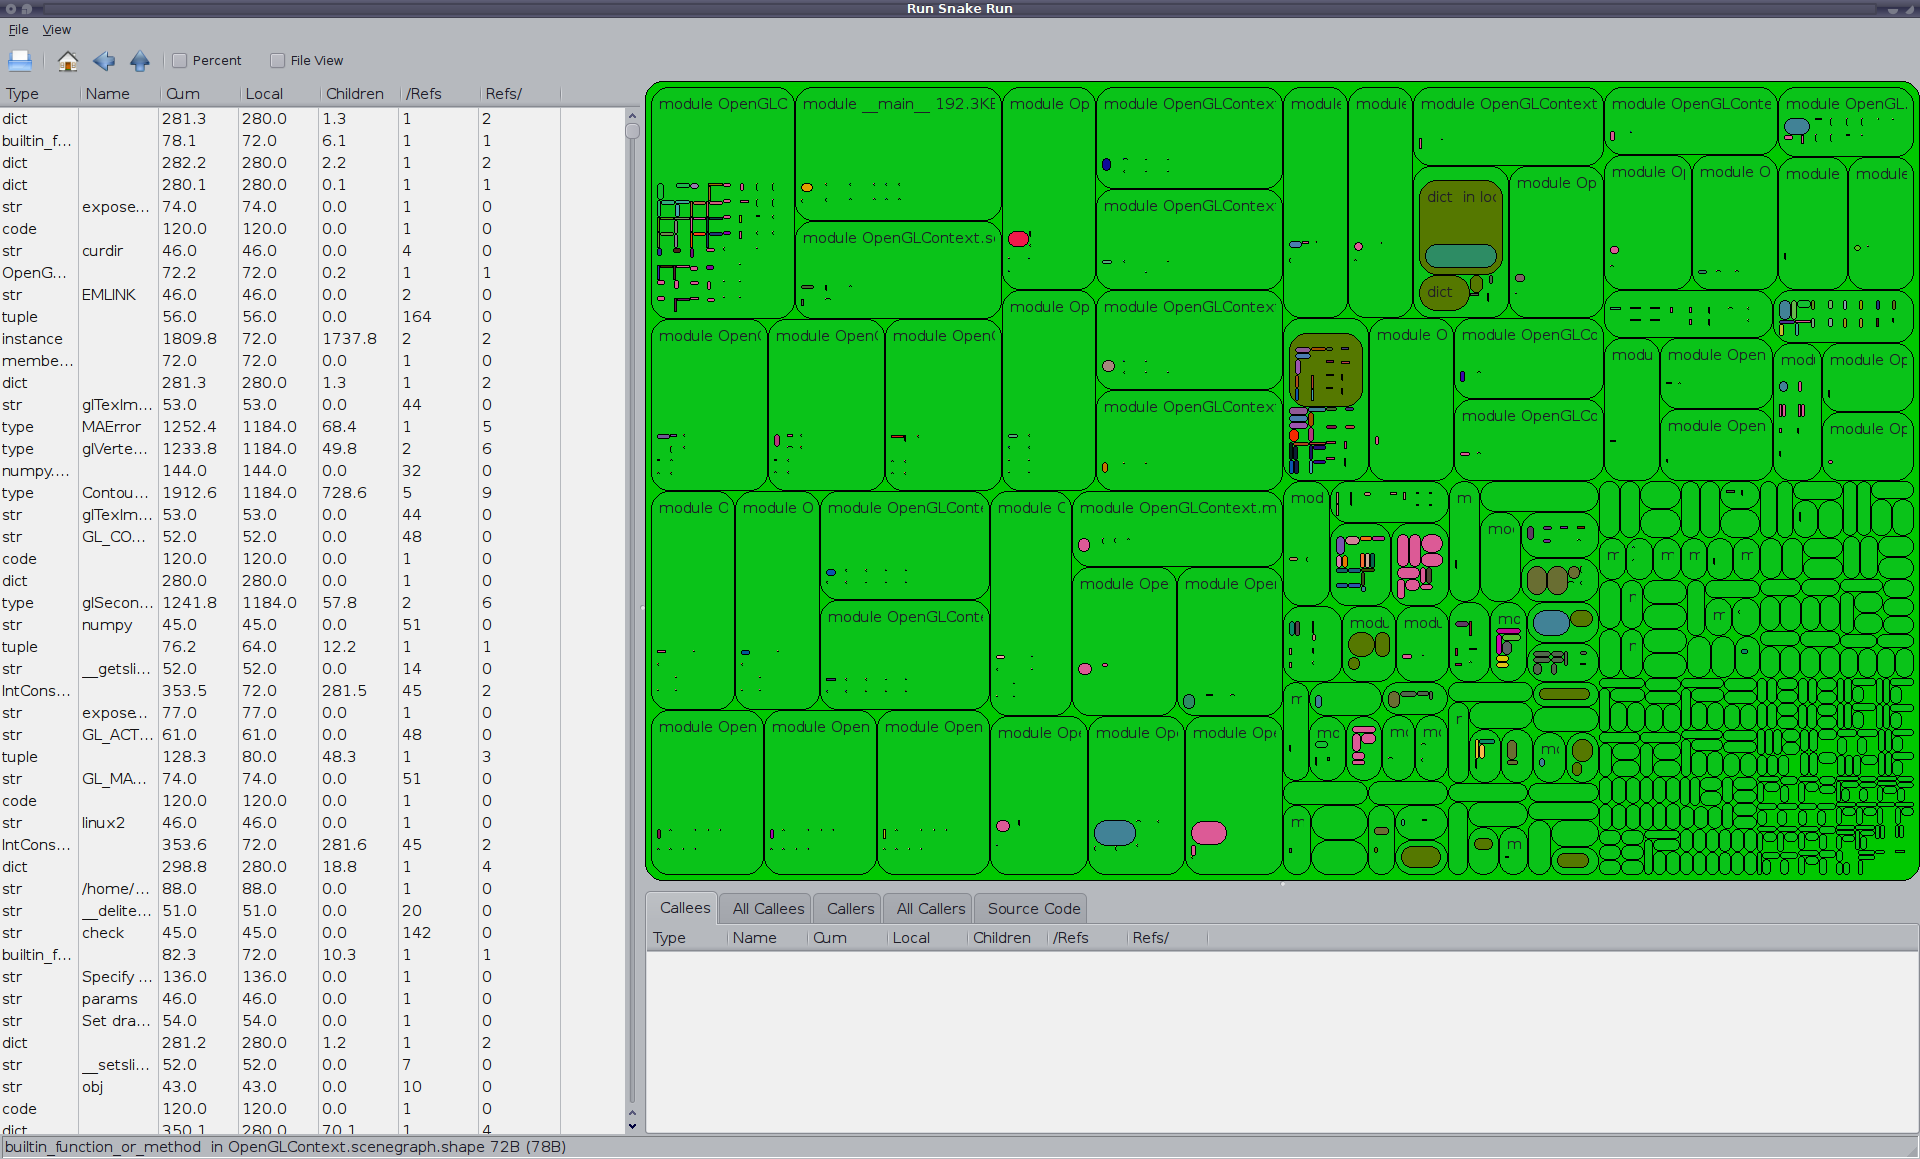 Run Snake Run
File View
Percent File View
Type Name Cum Local Children /Refs Refs/
dict 281.3 280.0 1.3 1 2
builtin_f... 78.1 72.0 6.1 1 1
dict 282.2 280.0 2.2 1 2
dict 280.1 280.0 0.1 1 1
str expose... 74.0 74.0 0.0 1 0
code 120.0 120.0 0.0 1 0
str curdir 46.0 46.0 0.0 4 0
OpenG... 72.2 72.0 0.2 1 1
str EMLINK 46.0 46.0 0.0 2 0
tuple 56.0 56.0 0.0 164 0
instance 1809.8 72.0 1737.8 2 2
membe... 72.0 72.0 0.0 1 0
dict 281.3 280.0 1.3 1 2
str glTexIm... 53.0 53.0 0.0 44 0
type MAError 1252.4 1184.0 68.4 1 5
type glVerte... 1233.8 1184.0 49.8 2 6
numpy.... 144.0 144.0 0.0 32 0
type Contou... 1912.6 1184.0 728.6 5 9
str glTexIm... 53.0 53.0 0.0 44 0
str GL_CO... 52.0 52.0 0.0 48 0
code 120.0 120.0 0.0 1 0
dict 280.0 280.0 0.0 1 0
type glSecon... 1241.8 1184.0 57.8 2 6
str numpy 45.0 45.0 0.0 51 0
tuple 76.2 64.0 12.2 1 1
str __getsli... 52.0 52.0 0.0 14 0
IntCons... 353.5 72.0 281.5 45 2
str expose... 77.0 77.0 0.0 1 0
str GL_ACT... 61.0 61.0 0.0 48 0
tuple 128.3 80.0 48.3 1 3
str GL_MA... 74.0 74.0 0.0 51 0
code 120.0 120.0 0.0 1 0
str linux2 46.0 46.0 0.0 1 0
IntCons... 353.6 72.0 281.6 45 2
dict 298.8 280.0 18.8 1 4
str /home/... 88.0 88.0 0.0 1 0
str __delite... 51.0 51.0 0.0 20 0
str check 45.0 45.0 0.0 142 0
builtin_f... 82.3 72.0 10.3 1 1
str Specify ... 136.0 136.0 0.0 1 0
str params 46.0 46.0 0.0 1 0
str Set dra... 54.0 54.0 0.0 1 0
dict 281.2 280.0 1.2 1 2
str __setsli... 52.0 52.0 0.0 7 0
str obj 43.0 43.0 0.0 10 0
code 120.0 120.0 0.0 1 0
dict 350.1 280.0 70.1 1 4
module OpenGLC module __main__ 192.3KB module Op module OpenGLContex module module module OpenGLContext module OpenGLConte module OpenGL.
module Op module O module module
dict in loc module Op
module OpenGLContex
module OpenGLContext.s
dict
module Op module OpenGLContex
module Open module Open module Open module O module OpenGLCo
modu module Open mod module Op
module OpenGLContex module OpenGLCo module Open module Op
module O module O module OpenGLConte module C module OpenGLContext.m mod m
mo
m m m m
module Ope module Ope
r
module OpenGLConte modu modu mo m
r
m
module Open module Open module Open module Ope module Op module Ope mo m m r m
m
m
Callees All Callees Callers All Callers Source Code
Type Name Cum Local Children /Refs Refs/
builtin_function_or_method in OpenGLContext.scenegraph.shape 72B (78B)